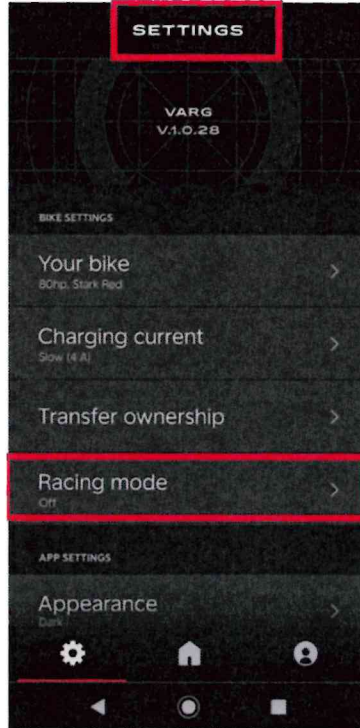 SETTINGS
VARG
V.1.0.28
BIKE SETTINGS
Your bike
80hp, Stark Red
Charging current
Slow (4 A)
Transfer ownership
Racing mode
Off
APP SETTINGS
Appearance
Dark